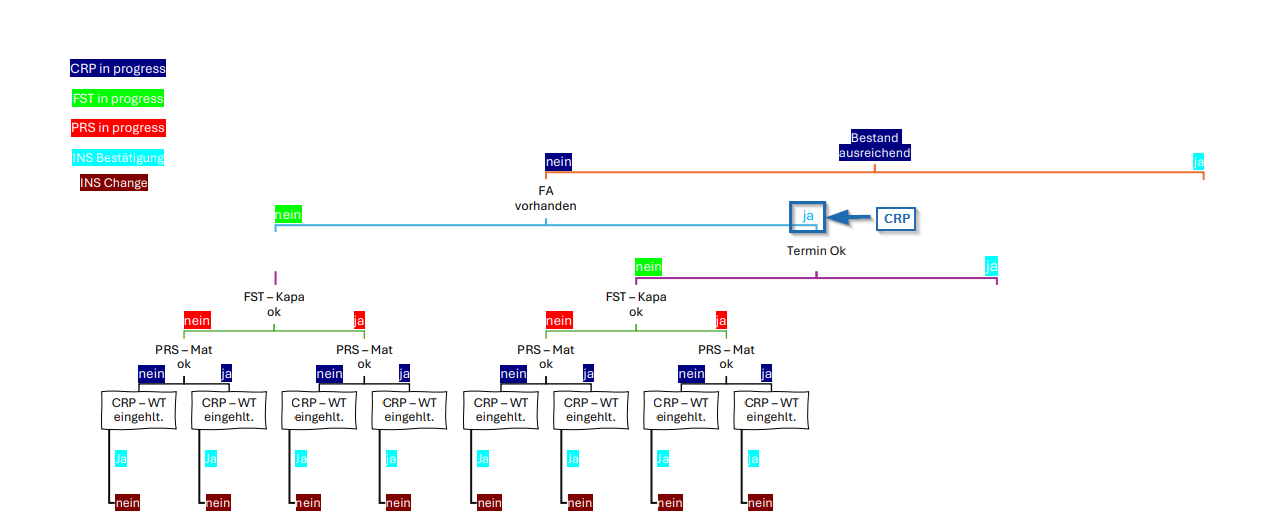 CRP in progress
FST in progress
PRS in progress
INS Bestätigung
INS Change
Bestand
ausreichend
nein
ja
FA
vorhanden
nein
ja
CRP
Termin Ok
nein
ja
FST – Kapa
ok
FST – Kapa
ok
nein
ja
nein
ja
PRS – Mat
ok
PRS – Mat
ok
PRS – Mat
ok
PRS – Mat
ok
nein
ja
nein
ja
nein
ja
nein
ja
CRP – WT
eingehlt.
CRP – WT
eingehlt.
CRP – WT
eingehlt.
CRP – WT
eingehlt.
CRP – WT
eingehlt.
CRP – WT
eingehlt.
CRP – WT
eingehlt.
CRP – WT
eingehlt.
Ja
Ja
Ja
ja
Ja
Ja
Ja
ja
nein
nein
nein
nein
nein
nein
nein
nein